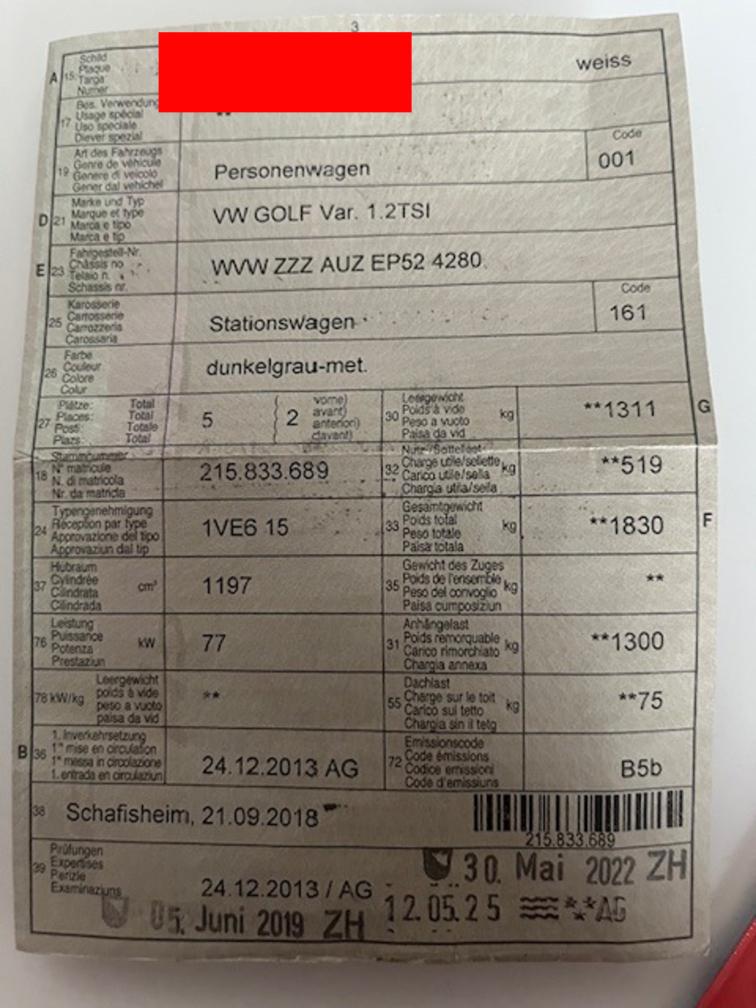 3
A 15 Schild
Plaque
Targa
Numer
weiss
17 Bes. Verwendung
Usage spécial
Uso speciale
Diever spezial
19 Art des Fahrzeugs
Genre de véhicule
Genere di veicolo
Gener dal vehichel
Personenwagen
Code
001
D 21 Marke und Typ
Marque et type
Marca e tipo
Marca e tip
VW GOLF Var. 1.2TSI
E 23 Fahrgestell-Nr.
Châssis no
Telaio n.
Schassis nr.
WVW ZZZ AUZ EP52 4280.
25 Karosserie
Carrosserie
Carrozzeria
Carossaria
Stationswagen
Code
161
26 Farbe
Couleur
Colore
Colur
dunkelgrau-met.
27 Plätze: Total
Places: Total
Posti: Totale
Plazs: Total
5
2
vorne)
avant)
anteriori)
davant)
30 Leergewicht
Poids à vide
Peso a vuoto
Paisa da vid
kg
**1311
G
18 Stammnummer
N° matricule
N. di matricola
Nr. da matricla
215.833.689
32 Nutz-/Sattellast
Charge utile/sellette
Carico utile/sella
Chargia utila/sella
kg
**519
24 Typengenehmigung
Réception par type
Approvazione del tipo
Approvaziun dal tip
1VE6 15
33 Gesamtgewicht
Poids total
Peso totale
Paisa totala
kg
**1830
F
37 Hubraum
Cylindrée
Cilindrata
Cilindrada
cm³
1197
35 Gewicht des Zuges
Poids de l'ensemble
Peso del convoglio
Paisa cumposiziun
kg
**
76 Leistung
Puissance
Potenza
Prestaziun
kW
77
31 Anhängelast
Poids remorquable
Carico rimorchiato
Chargia annexa
kg
**1300
78 kW/kg Leergewicht
poids à vide
peso a vuoto
paisa da vid
**
55 Dachlast
Charge sur le toit
Carico sul tetto
Chargia sin il tetg
kg
**75
B 36 1. Inverkehrsetzung
1re mise en circulation
1a messa in circolazione
1. entrada en circulaziun
24.12.2013 AG
72 Emissionscode
Code émissions
Codice emissioni
Code d'emissiuns
B5b
38 Schafisheim, 21.09.2018
215.833.689
39 Prüfungen
Expertises
Perizie
Examinaziuns
30. Mai 2022 ZH
24.12.2013 / AG
05. Juni 2019 ZH
12.05.25 **AG